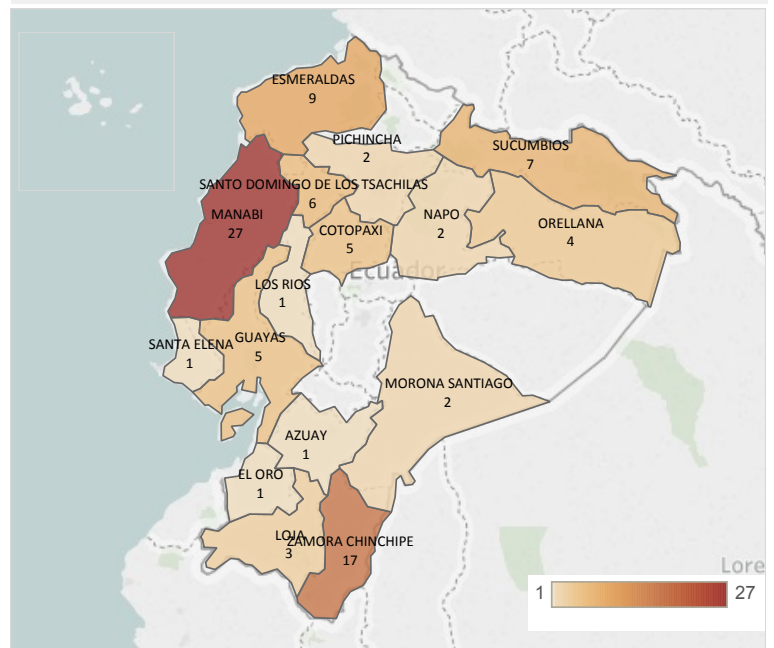 ESMERALDAS
9
PICHINCHA
2
SUCUMBIOS
7
SANTO DOMINGO DE LOS TSACHILAS
6
MANABI
27
NAPO
2
ORELLANA
4
COTOPAXI
5
Ecuador
LOS RIOS
1
SANTA ELENA
1
GUAYAS
5
MORONA SANTIAGO
2
AZUAY
1
EL ORO
1
LOJA
3
ZAMORA CHINCHIPE
17
Lore
1 27